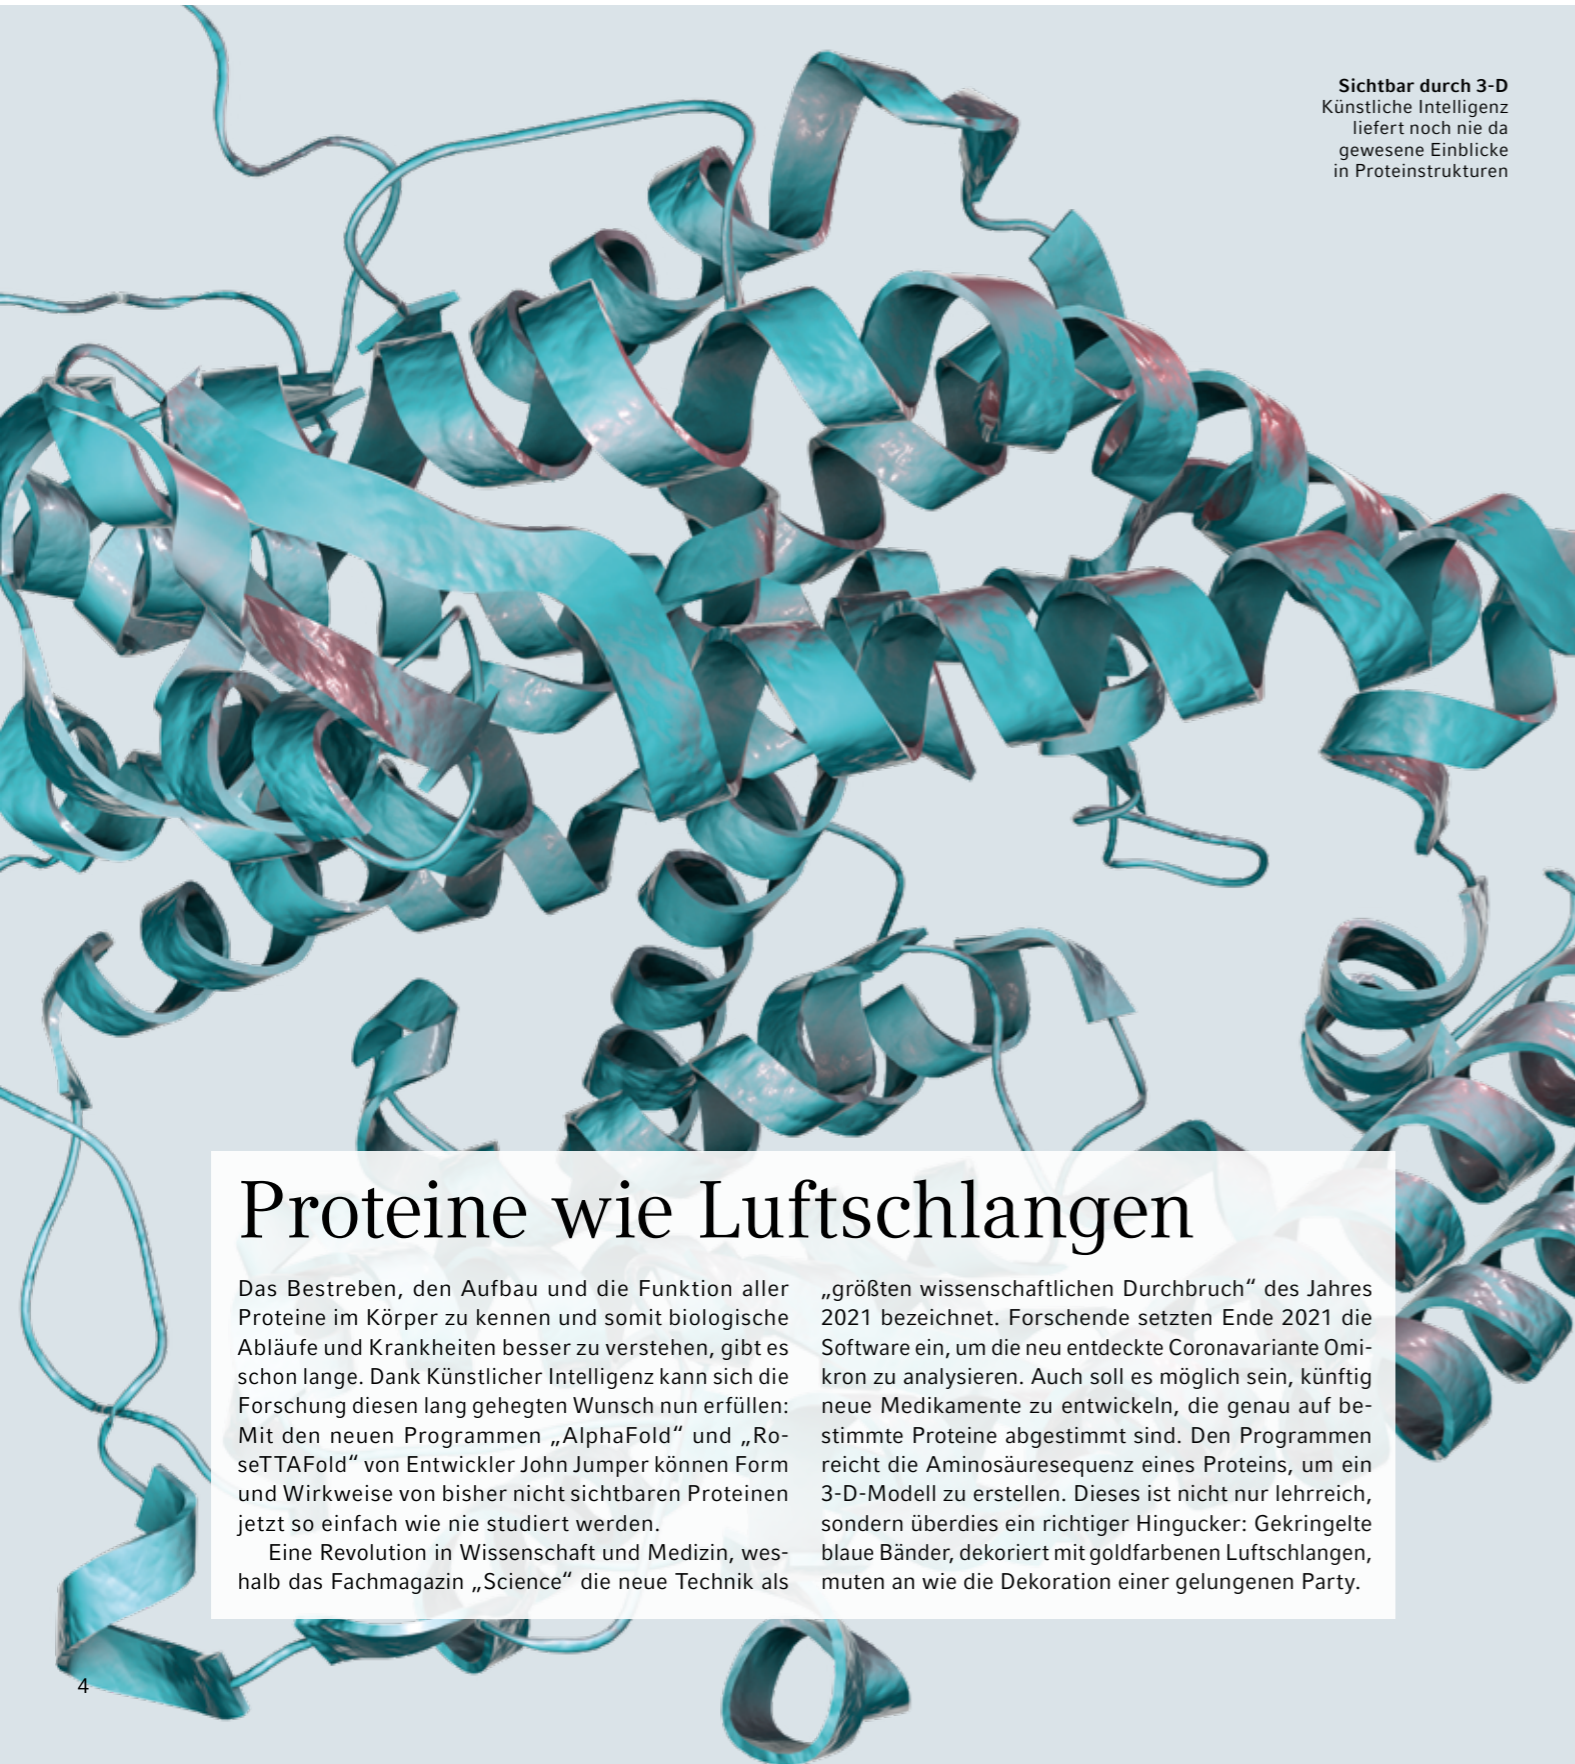 Sichtbar durch 3-D
Künstliche Intelligenz
liefert noch nie da
gewesene Einblicke
in Proteinstrukturen
Proteine wie Luftschlangen
Das Bestreben, den Aufbau und die Funktion aller
Proteine im Körper zu kennen und somit biologische
Abläufe und Krankheiten besser zu verstehen, gibt es
schon lange. Dank Künstlicher Intelligenz kann sich die
Forschung diesen lang gehegten Wunsch nun erfüllen:
Mit den neuen Programmen „AlphaFold“ und „Ro-
seTTAFold“ von Entwickler John Jumper können Form
und Wirkweise von bisher nicht sichtbaren Proteinen
jetzt so einfach wie nie studiert werden.
Eine Revolution in Wissenschaft und Medizin, wes-
halb das Fachmagazin „Science“ die neue Technik als
„größten wissenschaftlichen Durchbruch“ des Jahres
2021 bezeichnet. Forschende setzten Ende 2021 die
Software ein, um die neu entdeckte Coronavariante Omi-
kron zu analysieren. Auch soll es möglich sein, künftig
neue Medikamente zu entwickeln, die genau auf be-
stimmte Proteine abgestimmt sind. Den Programmen
reicht die Aminosäuresequenz eines Proteins, um ein
3-D-Modell zu erstellen. Dieses ist nicht nur lehrreich,
sondern überdies ein richtiger Hingucker: Gekringelte
blaue Bänder, dekoriert mit goldfarbenen Luftschlangen,
muten an wie die Dekoration einer gelungenen Party.
4